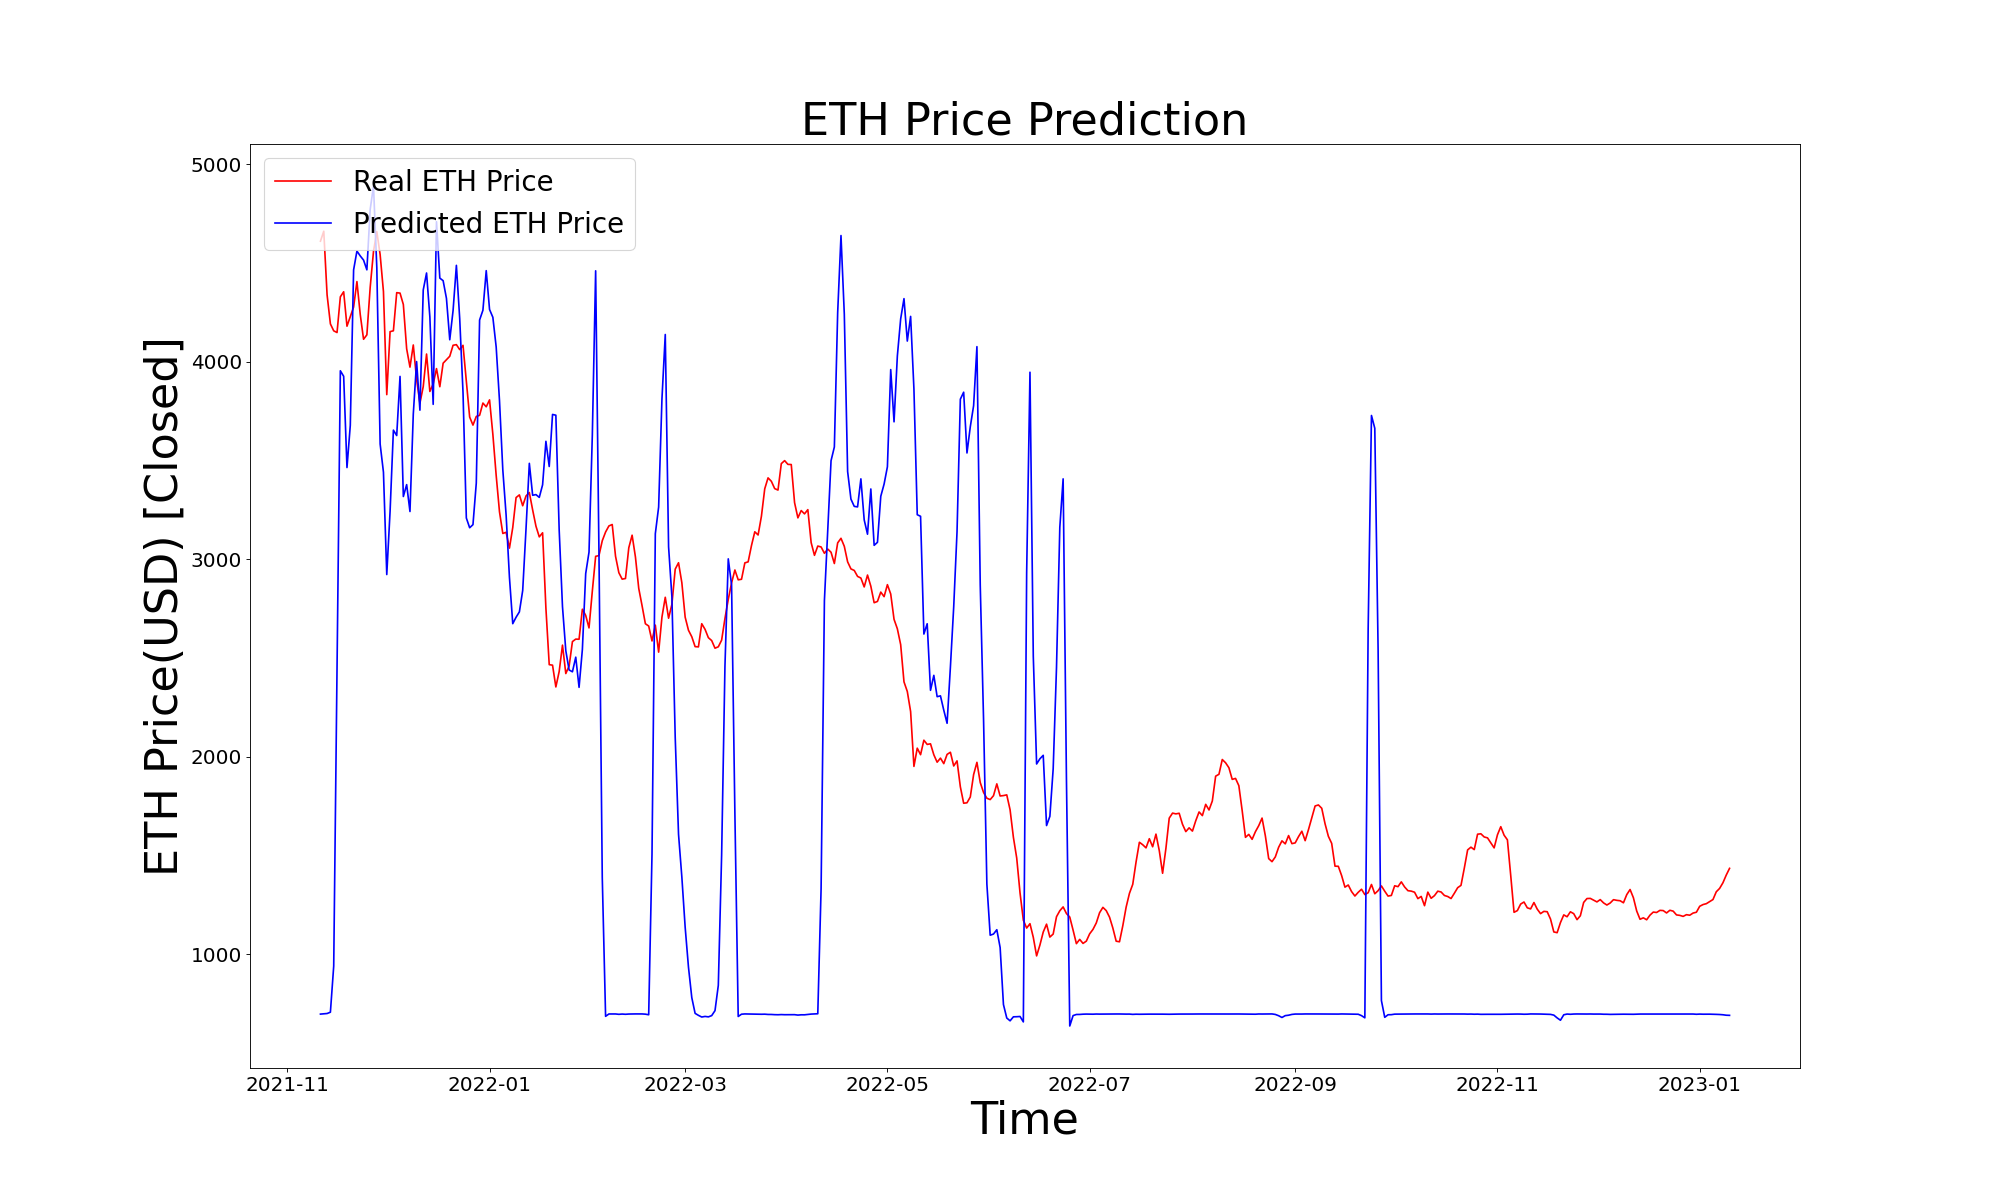 ETH Price Prediction
Real ETH Price
Predicted ETH Price
ETH Price(USD) [Closed]
5000
4000
3000
2000
1000
2021-11
2022-01
2022-03
2022-05
2022-07
2022-09
2022-11
2023-01
Time